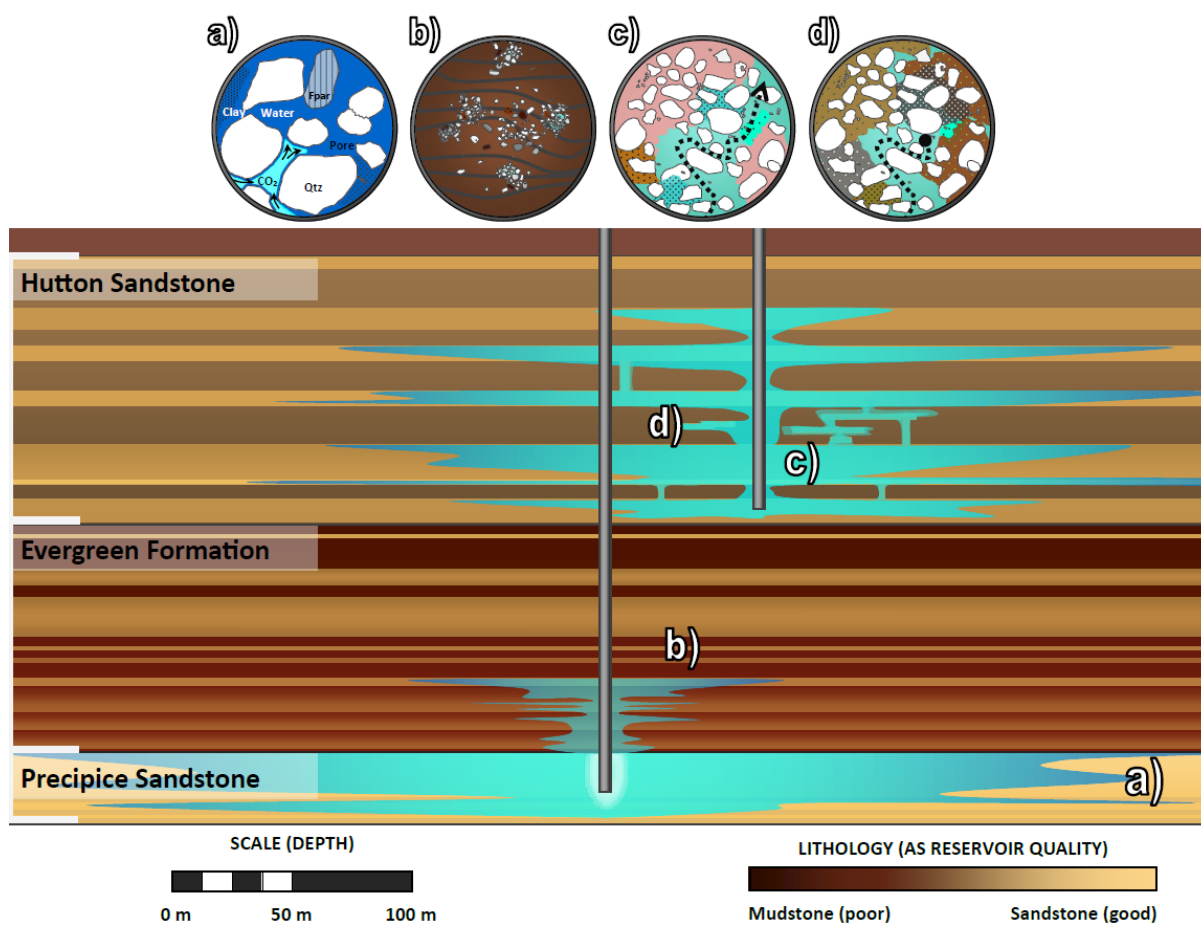 a)
b)
c)
d)
Fpar
Clay
Water
Pore
CO₂
Qtz
Hutton Sandstone
d)
c)
Evergreen Formation
b)
Precipice Sandstone
a)
SCALE (DEPTH)
0 m
50 m
100 m
LITHOLOGY (AS RESERVOIR QUALITY)
Mudstone (poor)
Sandstone (good)